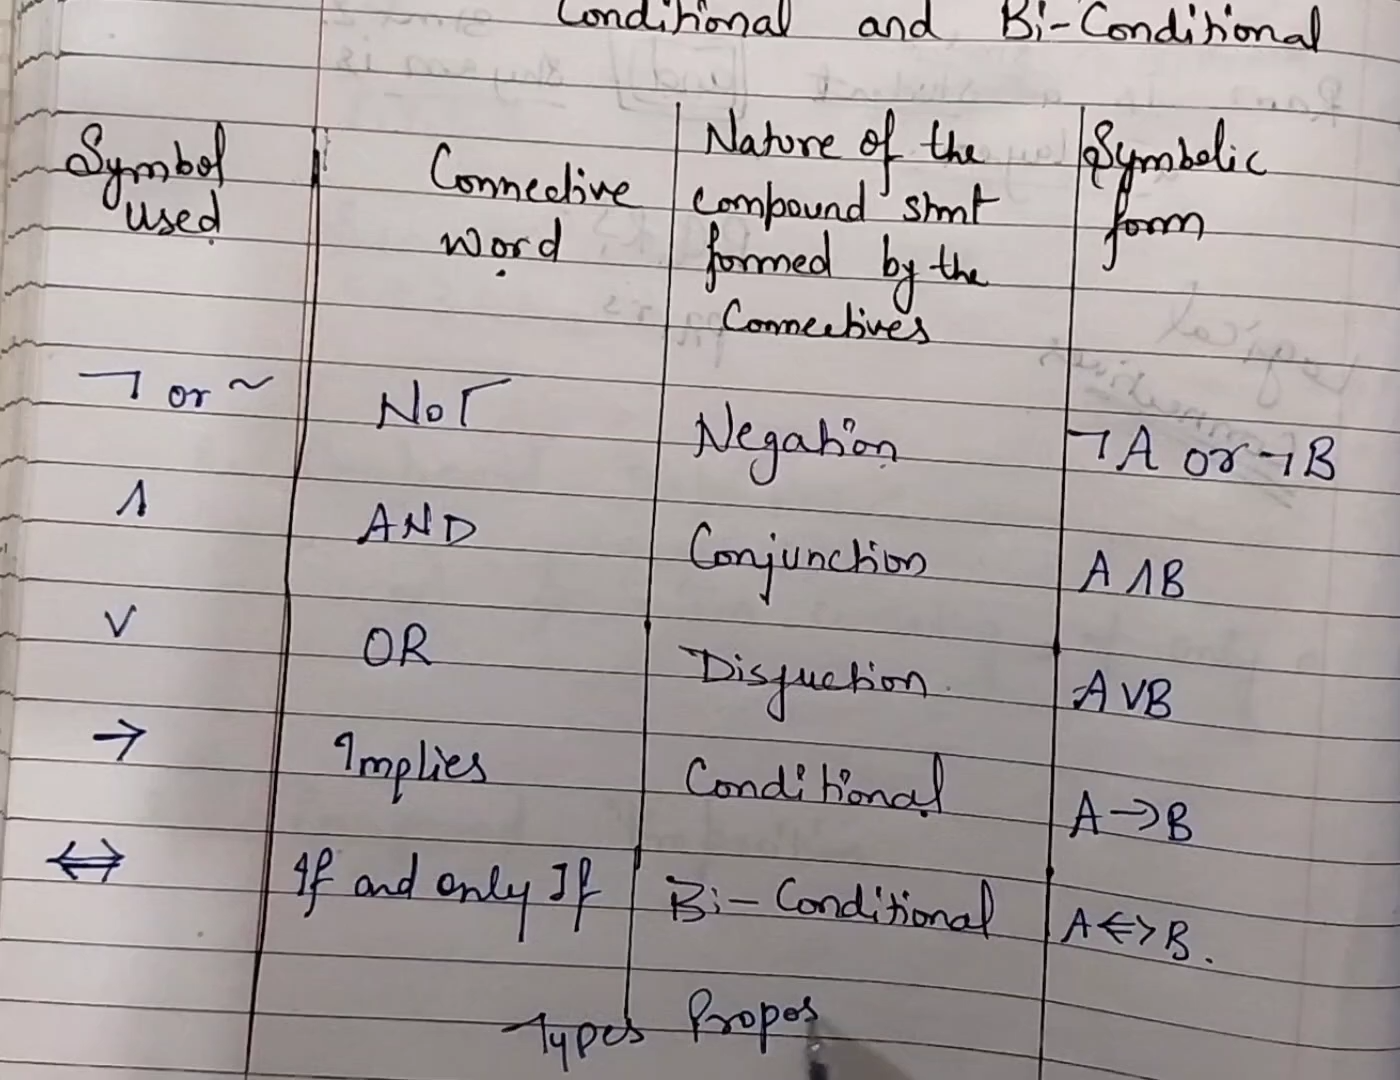 Conditional and Bi-Conditional
Symbol used | Connective word | Nature of the compound stmt formed by the Connectives | Symbolic form
¬ or ~ | NOT | Negation | ¬A or ¬B
∧ | AND | Conjunction | A∧B
∨ | OR | Disjuction | A∨B
→ | Implies | Conditional | A→B
⇔ | If and only If | Bi-Conditional | A⇔B.
Types Propos